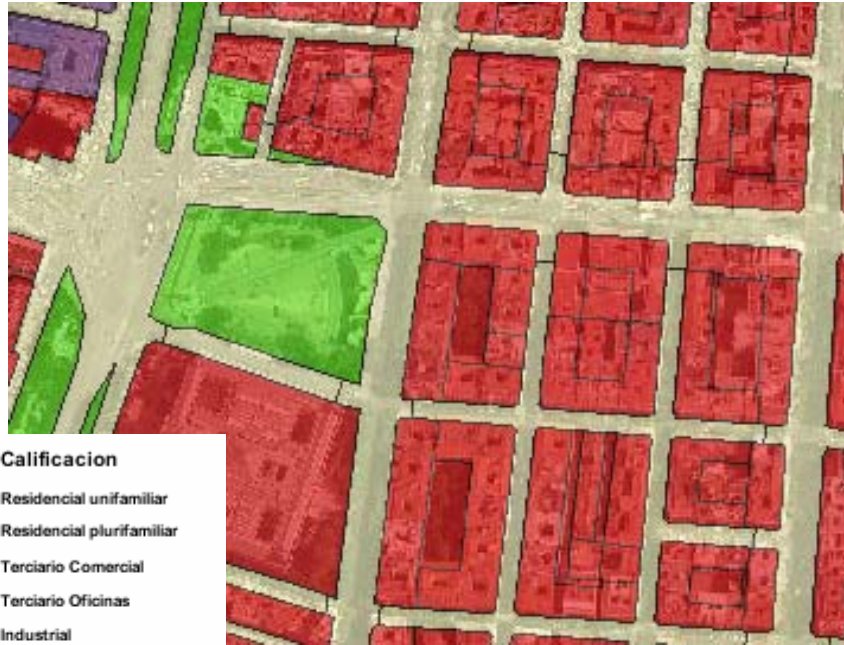 Calificacion
Residencial unifamiliar
Residencial plurifamiliar
Terciario Comercial
Terciario Oficinas
Industrial